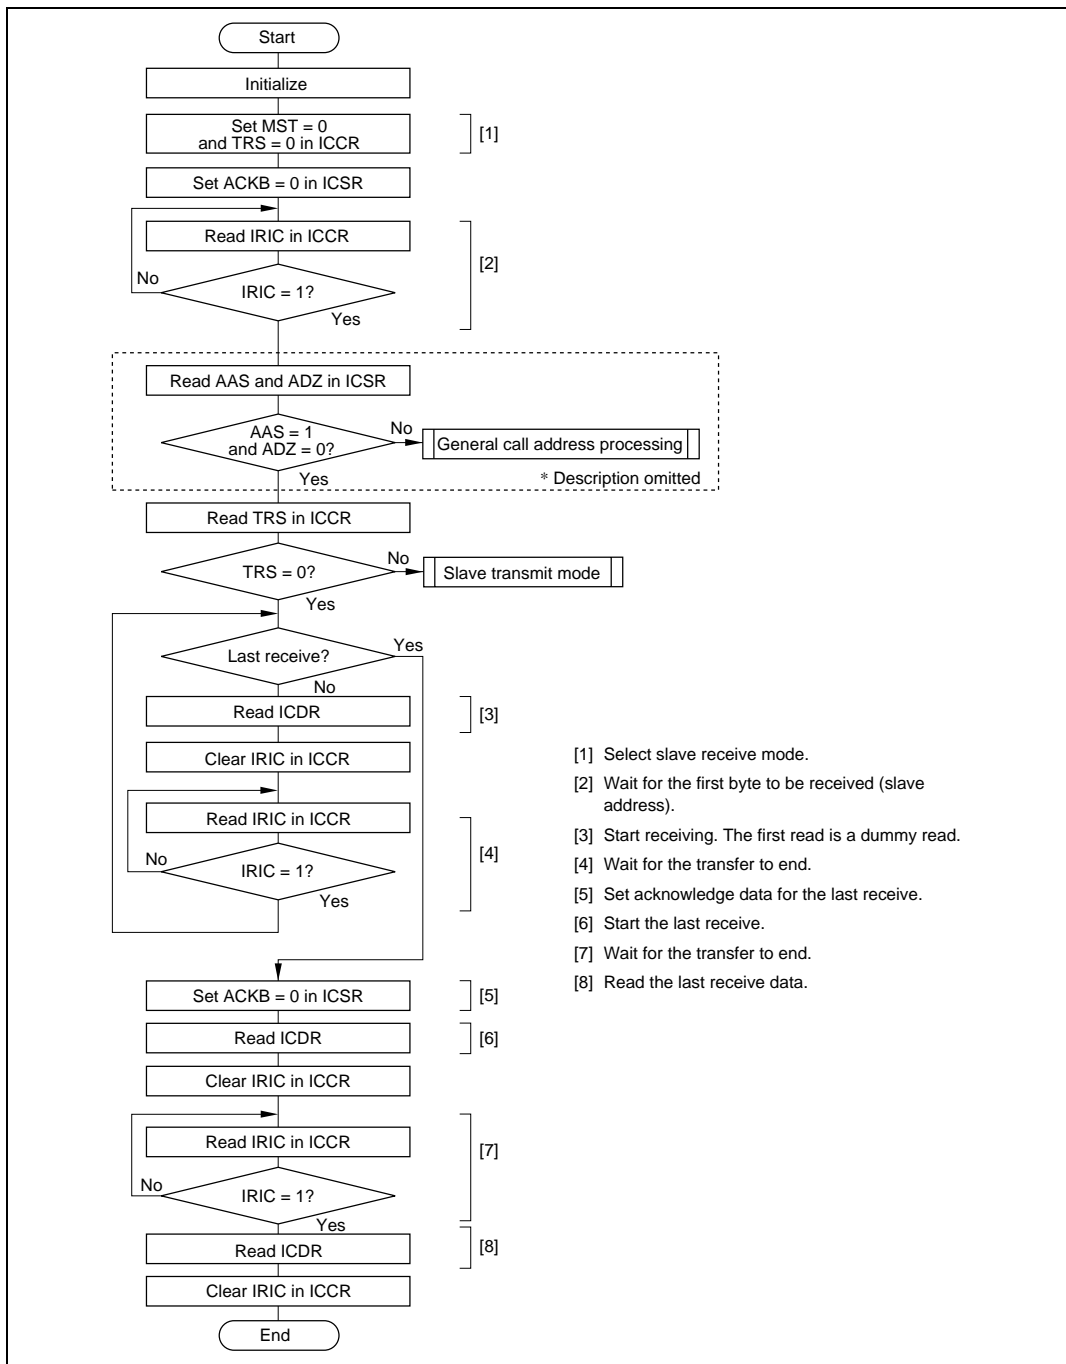 Start
Initialize
Set MST = 0
and TRS = 0 in ICCR
[1]
Set ACKB = 0 in ICSR
Read IRIC in ICCR
[2]
No
IRIC = 1?
Yes
Read AAS and ADZ in ICSR
AAS = 1
and ADZ = 0?
No
General call address processing
Yes
* Description omitted
Read TRS in ICCR
TRS = 0?
No
Slave transmit mode
Yes
Last receive?
Yes
No
Read ICDR
[3]
Clear IRIC in ICCR
Read IRIC in ICCR
[4]
No
IRIC = 1?
Yes
Set ACKB = 0 in ICSR
[5]
Read ICDR
[6]
Clear IRIC in ICCR
Read IRIC in ICCR
[7]
No
IRIC = 1?
Yes
Read ICDR
[8]
Clear IRIC in ICCR
End
[1] Select slave receive mode.
[2] Wait for the first byte to be received (slave
address).
[3] Start receiving. The first read is a dummy read.
[4] Wait for the transfer to end.
[5] Set acknowledge data for the last receive.
[6] Start the last receive.
[7] Wait for the transfer to end.
[8] Read the last receive data.